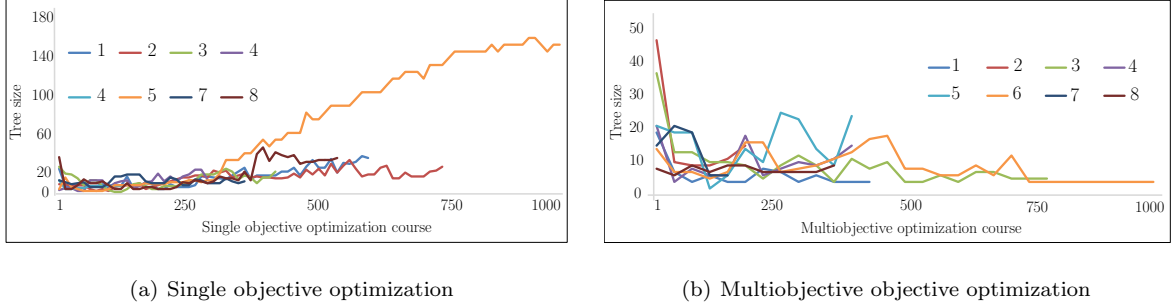 180
140
100
60
20
0
Tree size
1 2 3 4
4 5 7 8
1 250 500 750 1000
Single objective optimization course
(a) Single objective optimization
50
40
30
20
10
0
Tree size
1 2 3 4
5 6 7 8
1 250 500 750 1000
Multiobjective optimization course
(b) Multiobjective objective optimization